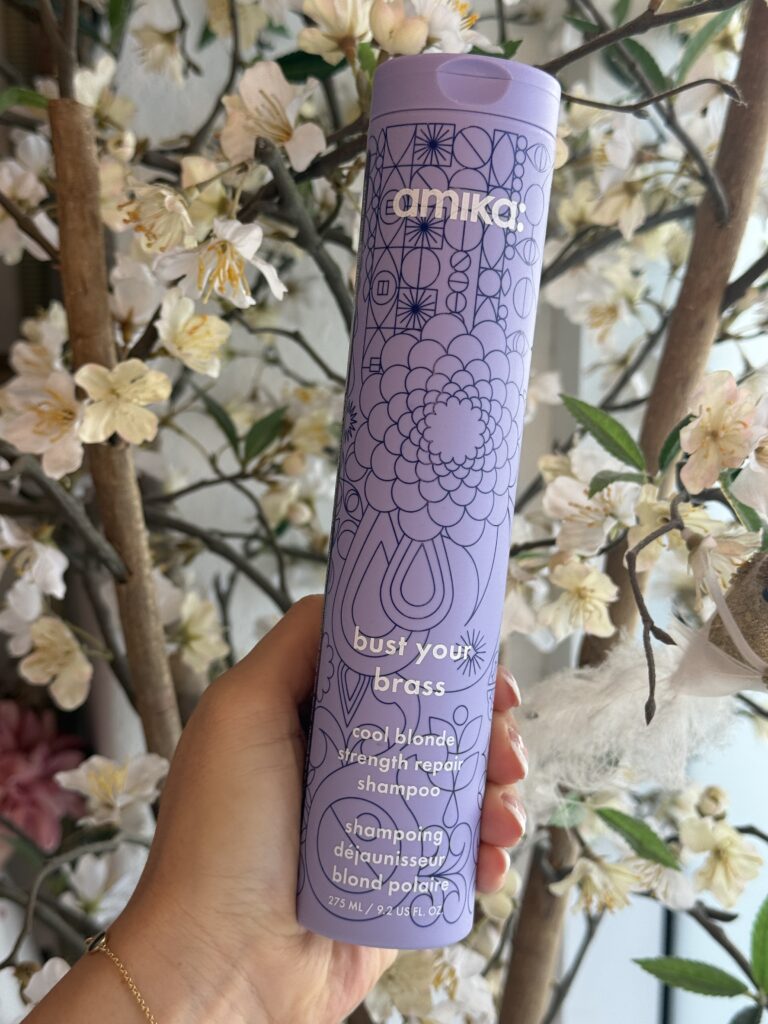 amika:
bust your
brass
cool blonde
strength repair
shampoo
shampoing
déjaunisseur
blond polaire
275 ML / 9.2 US FL. OZ.